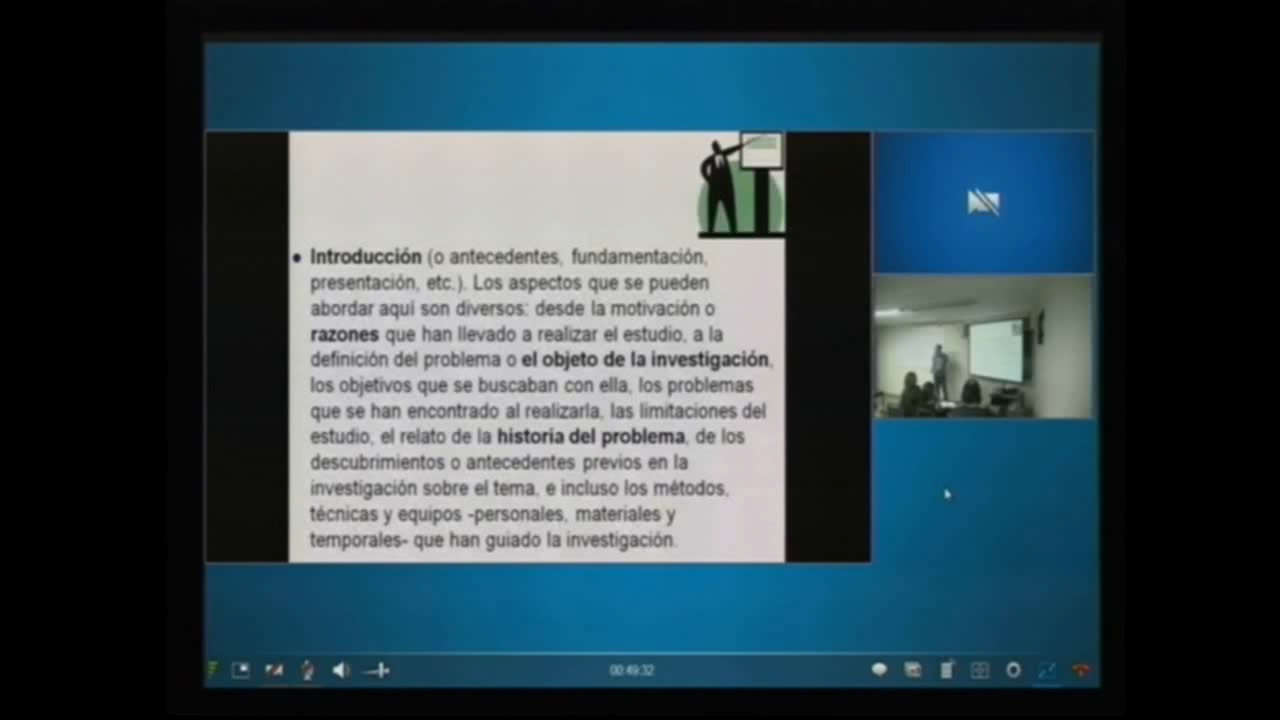 • Introducción (o antecedentes, fundamentación,
presentación, etc.). Los aspectos que se pueden
abordar aquí son diversos: desde la motivación o
razones que han llevado a realizar el estudio, a la
definición del problema o el objeto de la investigación,
los objetivos que se buscaban con ella, los problemas
que se han encontrado al realizarla, las limitaciones del
estudio, el relato de la historia del problema, de los
descubrimientos o antecedentes previos en la
investigación sobre el tema, e incluso los métodos,
técnicas y equipos -personales, materiales y
temporales- que han guiado la investigación.
00:49:32